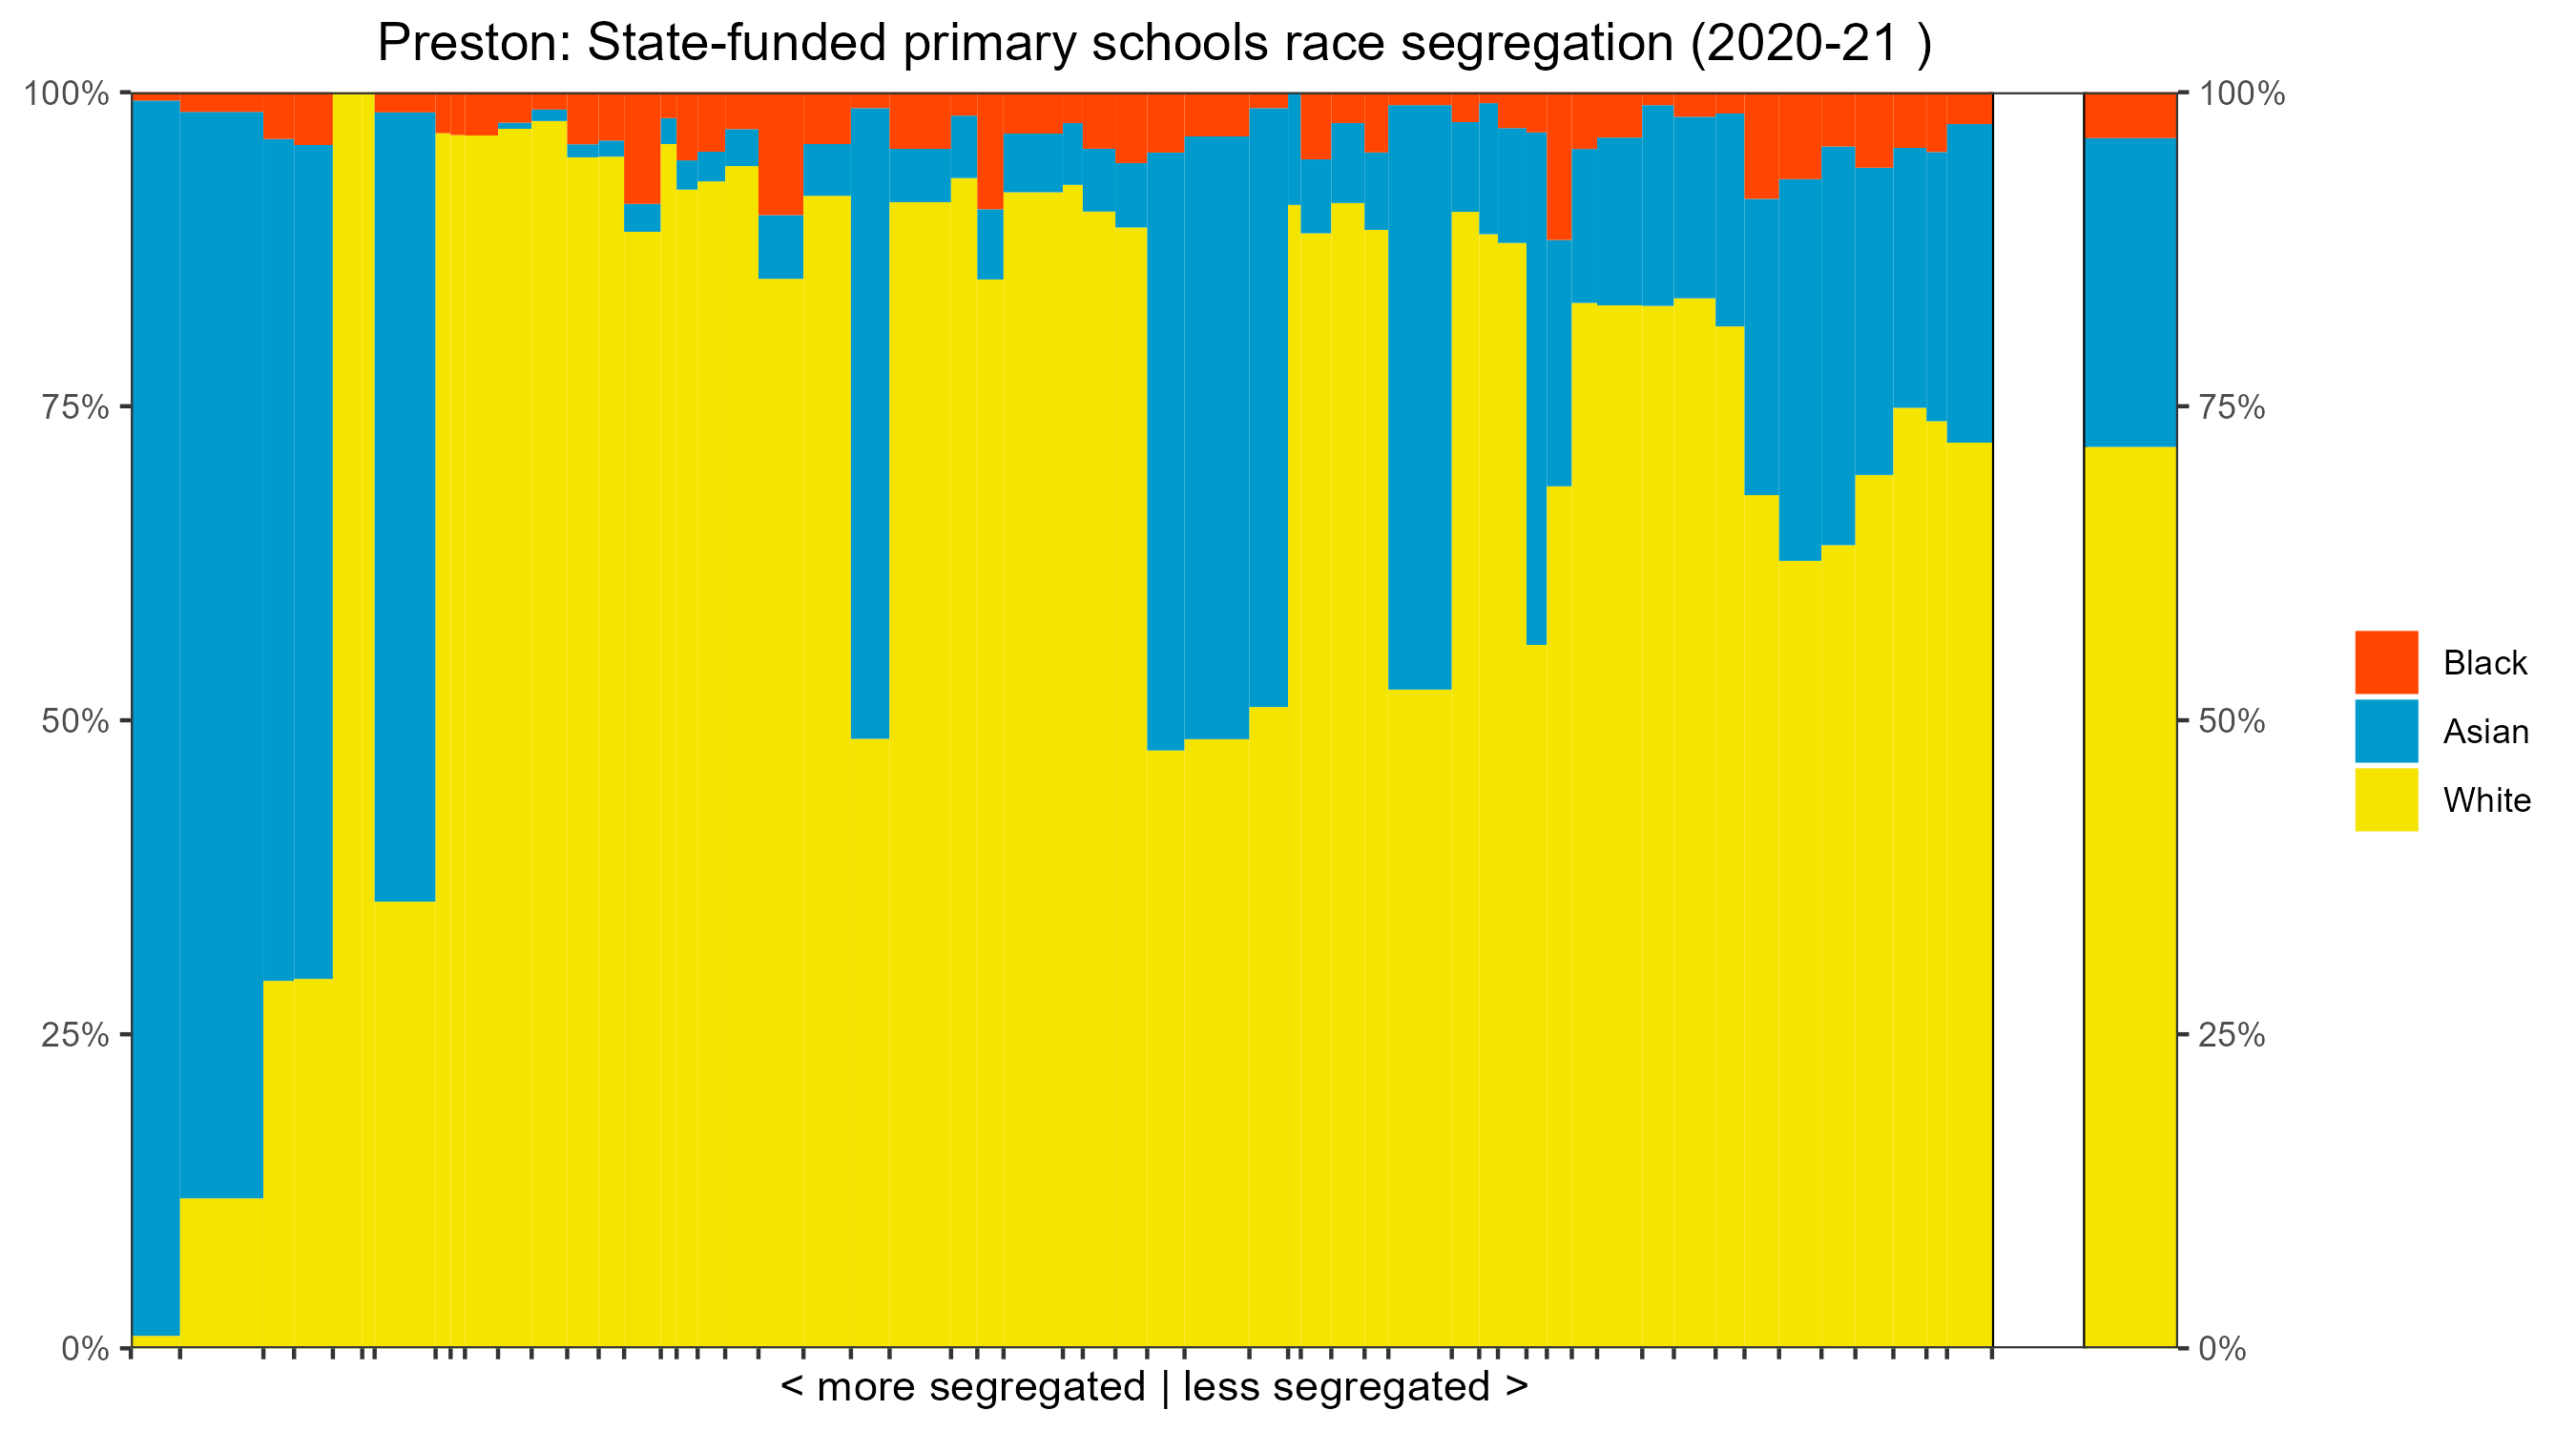 Preston: State-funded primary schools race segregation (2020-21 )
100%
75%
50%
25%
0%
100%
75%
50%
25%
0%
Black
Asian
White
< more segregated | less segregated >